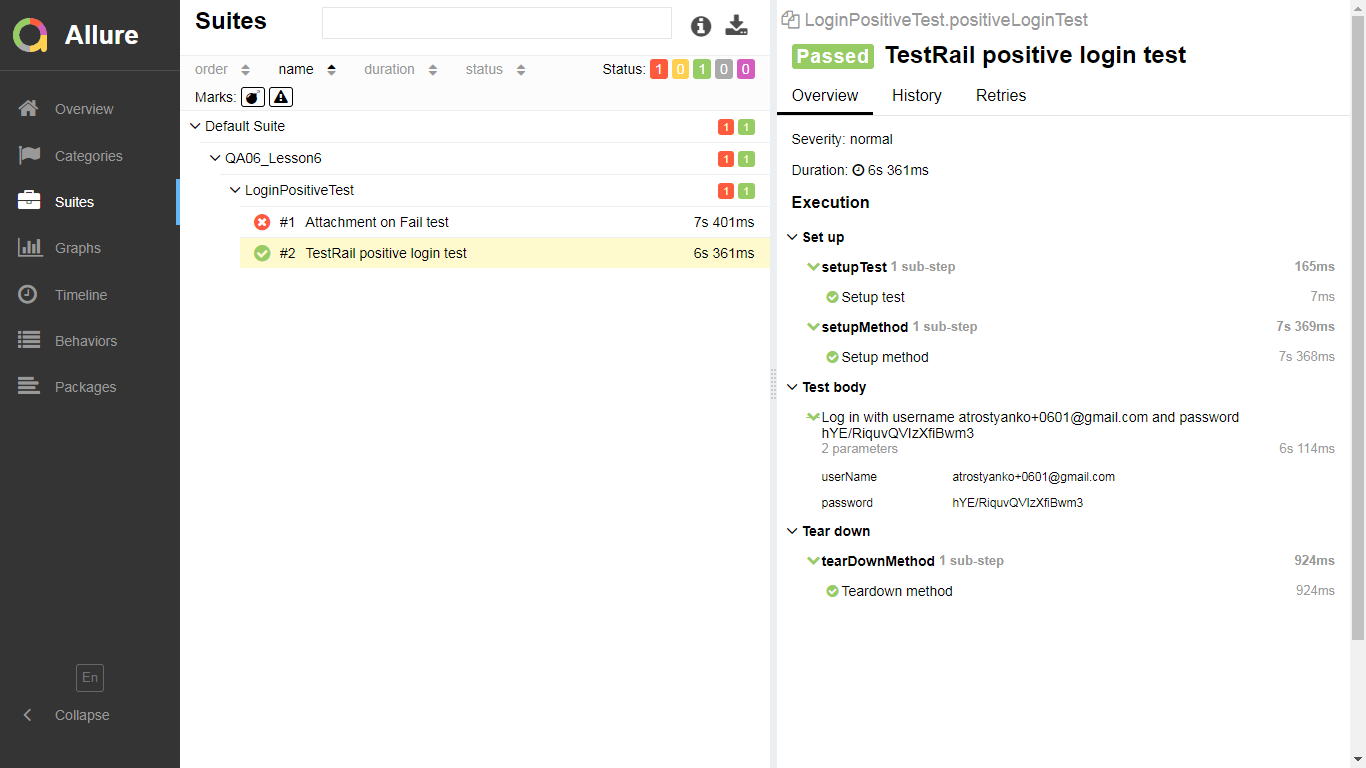 Allure
Overview
Categories
Suites
Graphs
Timeline
Behaviors
Packages
En
Collapse
Suites
order name duration status Status: 1 0 1 0 0
Marks:
Default Suite 1 1
QA06_Lesson6 1 1
LoginPositiveTest 1 1
#1 Attachment on Fail test 7s 401ms
#2 TestRail positive login test 6s 361ms
LoginPositiveTest.positiveLoginTest
Passed TestRail positive login test
Overview History Retries
Severity: normal
Duration: 6s 361ms
Execution
Set up
setupTest 1 sub-step 165ms
Setup test 7ms
setupMethod 1 sub-step 7s 369ms
Setup method 7s 368ms
Test body
Log in with username atrostyanko+0601@gmail.com and password
hYE/RiquvQVIzXfiBwm3
2 parameters 6s 114ms
userName atrostyanko+0601@gmail.com
password hYE/RiquvQVIzXfiBwm3
Tear down
tearDownMethod 1 sub-step 924ms
Teardown method 924ms